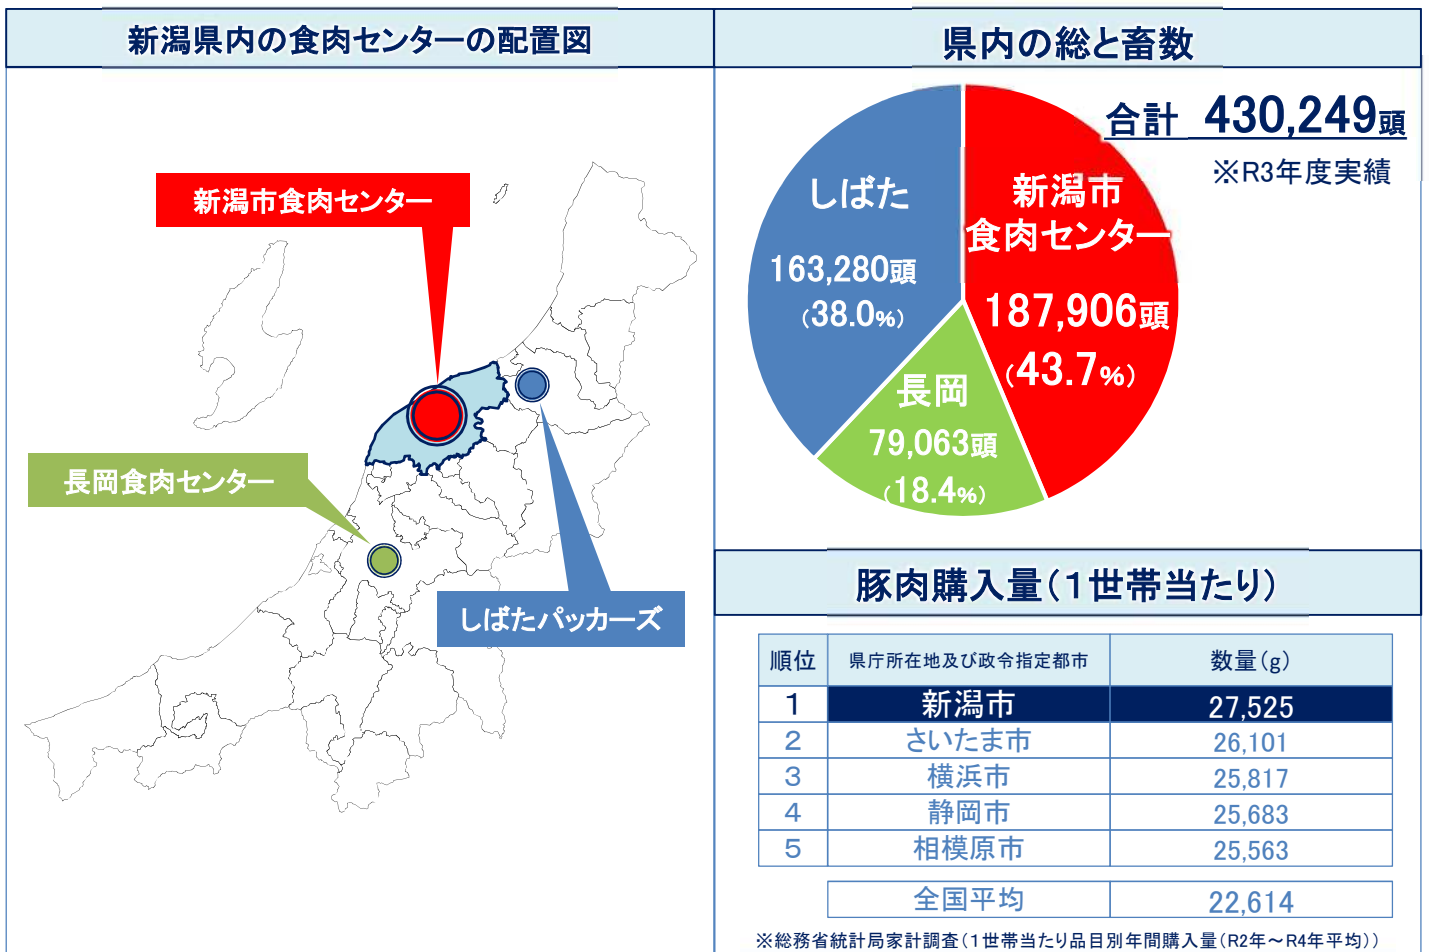 新潟県内の食肉センターの配置図
新潟市食肉センター
長岡食肉センター
しばたパッカーズ
県内の総と畜数
合計 430,249頭
※R3年度実績
しばた
163,280頭
（38.0％）
新潟市
食肉センター
187,906頭
（43.7％）
長岡
79,063頭
（18.4％）
豚肉購入量（１世帯当たり）
順位 県庁所在地及び政令指定都市 数量（g）
1 新潟市 27,525
2 さいたま市 26,101
3 横浜市 25,817
4 静岡市 25,683
5 相模原市 25,563
全国平均 22,614
※総務省統計局家計調査（１世帯当たり品目別年間購入量（R2年～R4年平均））